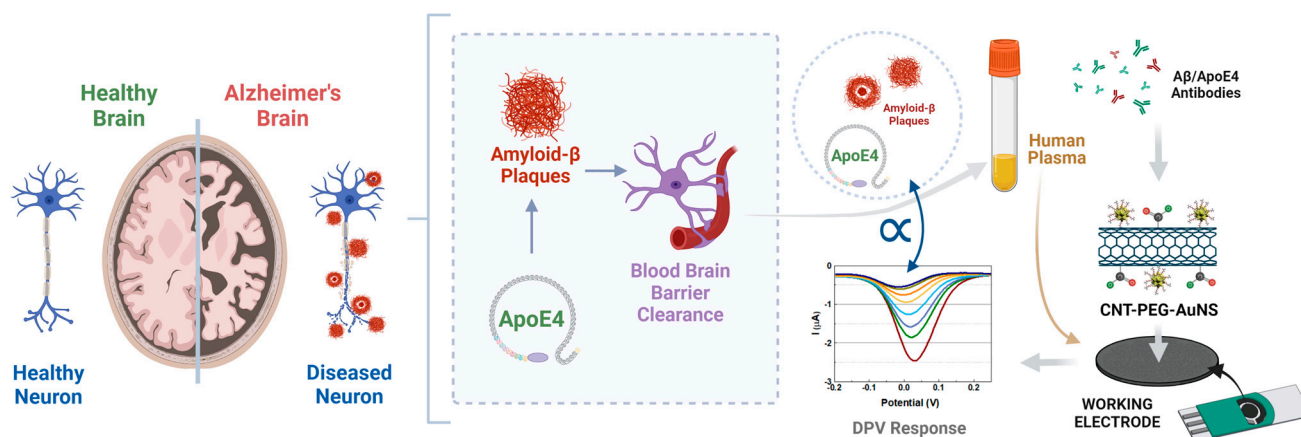 Healthy
Brain
Alzheimer's
Brain
Healthy
Neuron
Diseased
Neuron
Amyloid-β
Plaques
ApoE4
Blood Brain
Barrier
Clearance
Amyloid-β
Plaques
ApoE4
∝
0
-1
-2
-3
I (µA)
-0.2
-0.1
0.0
0.1
0.2
Potential (V)
DPV Response
Human
Plasma
Aβ/ApoE4
Antibodies
CNT-PEG-AuNS
WORKING
ELECTRODE